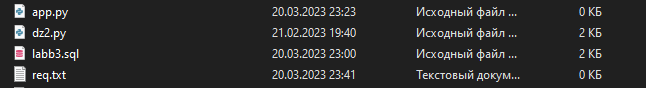 app.py 20.03.2023 23:23 Исходный файл ... 0 КБ
dz2.py 21.02.2023 19:40 Исходный файл ... 2 КБ
labb3.sql 20.03.2023 23:00 Исходный файл ... 2 КБ
req.txt 20.03.2023 23:41 Текстовый докум... 0 КБ